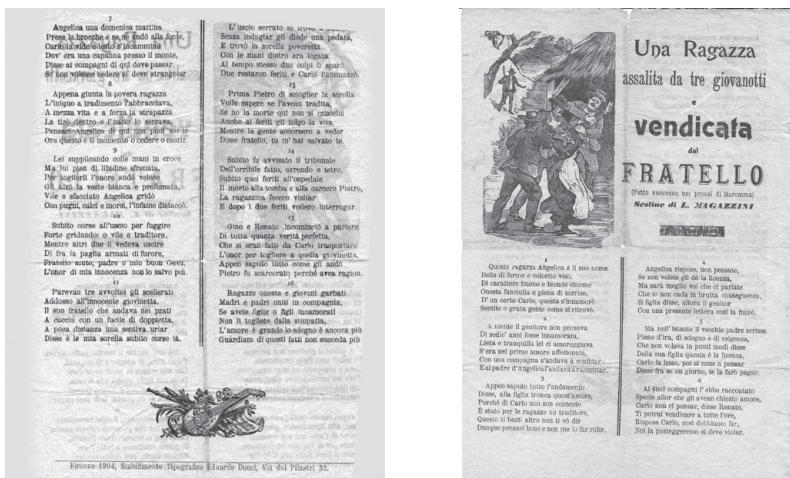 7
Angelica una domenica mattina
Prese la brocche e se ne andò alla fonte,
Carlo la vide e lesto s'incammina
Dov' era una capanna presso il monte,
Disse ai compagni di qui deve passar,
Se non volesse cedere si deve strangolar
8
Appena giunta la povera ragazza
L'iniquo a tradimento l'abbracciava,
A mezza vita e a forza la strapazza
La tirò dentro e l'uscio lo serrava,
Pensaci Angelica di qui non puoi sortir
Ora questo è il momento o cedere o morir.
9
Lei supplicando colle mani in croce
Ma lui pien di libidine sfrenata,
Per toglierli l'onore andò veloce
Gli alzò la veste bianca e profumata,
Vile e sfacciato Angelica gridò
Con pugni, calci e morsi, l'infame distaccò.
10
Subito corse all'uscio per fuggire
Forte gridando: o vile e traditore,
Mentre altri due li vedeva uscire
Di fra la paglia armati di furore,
Fratello aiuto, padre o mio buon Gesù,
L'onor di mia innocenza non lo salvo più.
11
Parevan tre avvoltoi gli scellerati
Addosso all'innocente giovinetta,
Il suo fratello che andava nei prati
A caccia con un fucile di doppietta,
A poca distanza una sentiva uriar
Disse è la mia sorella subito corse là.
L'uscio serrato si trovò
Senza indugiar gli diede una pedata,
E trovò la sorella poveretta
Con le mani dietro era legata,
Al tempo stesso due colpi li sparò
Due restaron feriti e Carlo l'ammazzò.
13
Prima Pietro di scioglier la sorella
Volle sapere se l'avean tradita,
Se no la morte qui non si cancella
Anche ai feriti gli tolgo la vita,
Mentre la gente accorsero a veder
Disse fratello, tu m'hai salvato te.
14
Subito fu avvisato il tribunale
Dell'orribile fatto, orrendo e tetro,
Subito quei feriti all'ospedale
Il morto alla tomba e alla carcere Pietro,
La ragazzina fecero visitar
E dopo i due feriti vollero interrogar.
15
Gino e Renato incominciò a parlare
Di tutta quanta verità perfetta,
Che si eran fatti da Carlo trasportare
L'onor per togliere a quella giovinetta,
Appen saputo tutto come gli andò
Pietro fu scarcerato perché avea ragion.
16
Ragazze oneste e giovani garbati
Madri e padri uniti in compagnia,
Se avete figlie o figli innamorati
Non li togliete dalla simpatia,
L'amore è grande lo sdegno è ancora più
Guardiam di questi fatti non succeda più
Firenze 1904, Stabilimento Tipografico Eduardo Ducci, Via dei Pilastri 32.
Una Ragazza
assalita da tre giovanotti
e
vendicata
dal
FRATELLO
(Fatto successo nei pressi di Maremma)
Sestine di L. MAGAZZINI
1
Questa ragazza Angelica è il suo nome
Bella di forme e colorito viso,
Di carattere buono e bionde chiome
Onesta fanciulla e piena di sorriso,
D' un certo Carlo, questa s'innamorò
Sentite o grata gente come si ritrovò.
2
A niente il genitore non pensava
Di sedic' anni fosse innamorata,
Lieta e tranquilla lei ci amoreggiava
S'era nel primo amore affezionata,
Con una compagna s'andava a confidar
E al padre d'Angelica l'andava a raccontar.
3
Appen saputo tutto l'andamento
Disse, alla figlia tronca quest'amore,
Perchè di Carlo non son contento
È stato per le ragazze un traditore,
Questo ti basti altro non ti vò dir
Dunque pensaci bene e non me lo far ridir.
4
Angelica rispose, non pensate,
Se non volete gli dò la licenza,
Ma sarà meglio voi che ci parlate
Che io non cada in brutta conseguenza,
Sì figlia disse, allora il genitor
Con una presente lettera così la finirò.
5
Ma nell'istante il vecchio padre scrisse
Pieno d'ira, di sdegno e di esigenza,
Che non voleva in punti modi disse
Della sua figlia questa è la licenza,
Carlo la lesse, poi si mise a pensar
Disse fra se un giorno, te la farò pagar.
6
Ai suoi compagni l' ebbe raccontato
Specie allor che gli avean chiesto amore,
Carlo non ci pensar, disse Renato,
Ti potrai vendicare a tutte l'ore,
Rispose Carlo, così dobbiamo far,
Noi la posteggeremo si deve violar.